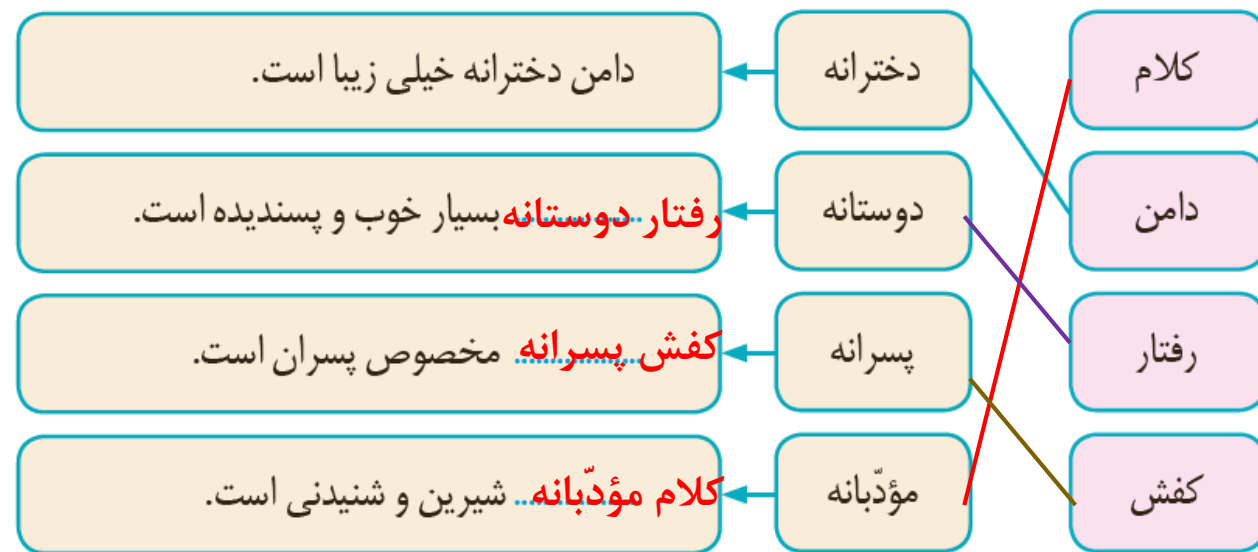 کلام
دخترانه
دامن دخترانه خیلی زیبا است.
دامن
دوستانه
رفتار دوستانه بسیار خوب و پسندیده است.
رفتار
پسرانه
کفش پسرانه مخصوص پسران است.
کفش
مؤدّبانه
کلام مؤدّبانه شیرین و شنیدنی است.